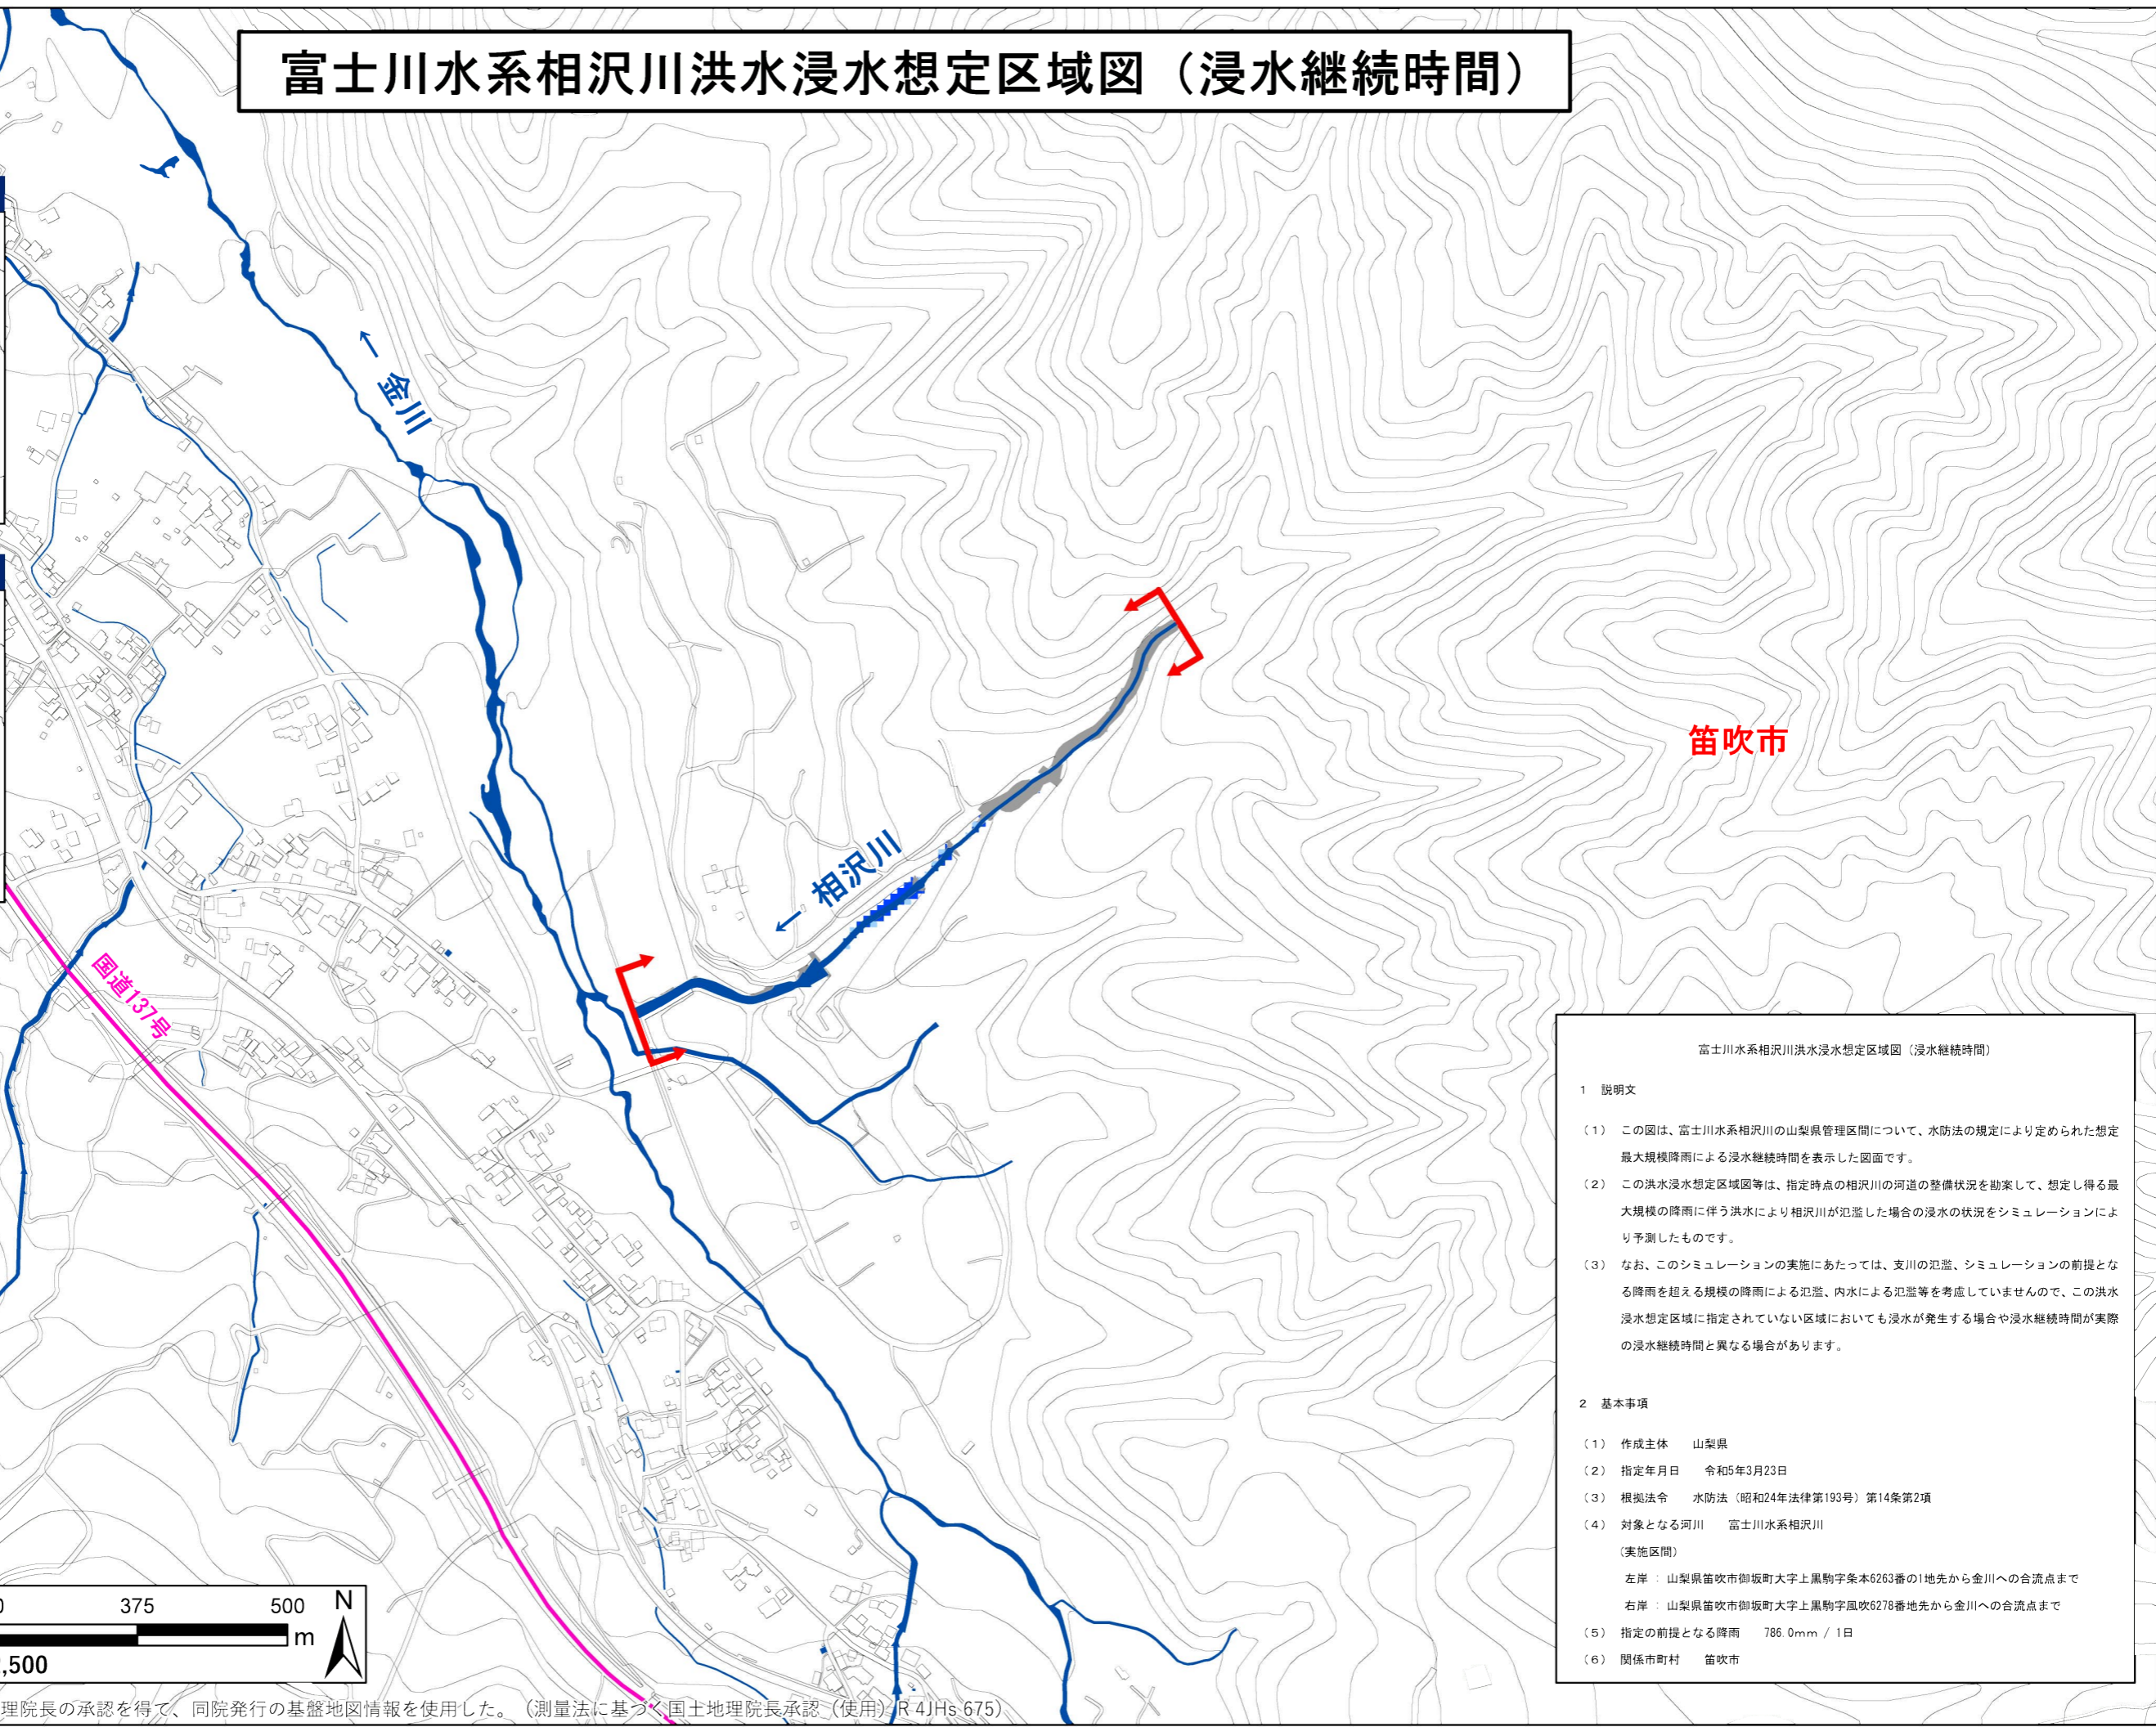 富士川水系相沢川洪水浸水想定区域図（浸水継続時間）
←金川
笛吹市
← 相沢川
国道137号
富士川水系相沢川洪水浸水想定区域図（浸水継続時間）
1 説明文
（1） この図は、富士川水系相沢川の山梨県管理区間について、水防法の規定により定められた想定
最大規模降雨による浸水継続時間を表示した図面です。
（2） この洪水浸水想定区域図等は、指定時点の相沢川の河道の整備状況を勘案して、想定し得る最
大規模の降雨に伴う洪水により相沢川が氾濫した場合の浸水の状況をシミュレーションによ
り予測したものです。
（3） なお、このシミュレーションの実施にあたっては、支川の氾濫、シミュレーションの前提とな
る降雨を超える規模の降雨による氾濫、内水による氾濫等を考慮していませんので、この洪水
浸水想定区域に指定されていない区域においても浸水が発生する場合や浸水継続時間が実際
の浸水継続時間と異なる場合があります。
2 基本事項
（1） 作成主体 山梨県
（2） 指定年月日 令和5年3月23日
（3） 根拠法令 水防法（昭和24年法律第193号）第14条第2項
（4） 対象となる河川 富士川水系相沢川
（実施区間）
左岸 : 山梨県笛吹市御坂町大字上黒駒字条本6263番の1地先から金川への合流点まで
右岸 : 山梨県笛吹市御坂町大字上黒駒字風吹6278番地先から金川への合流点まで
（5） 指定の前提となる降雨 786.0mm / 1日
（6） 関係市町村 笛吹市
375 500 N
m
,500
理院長の承認を得て、同院発行の基盤地図情報を使用した。（測量法に基づく国土地理院長承認（使用）R 4JHs 675）